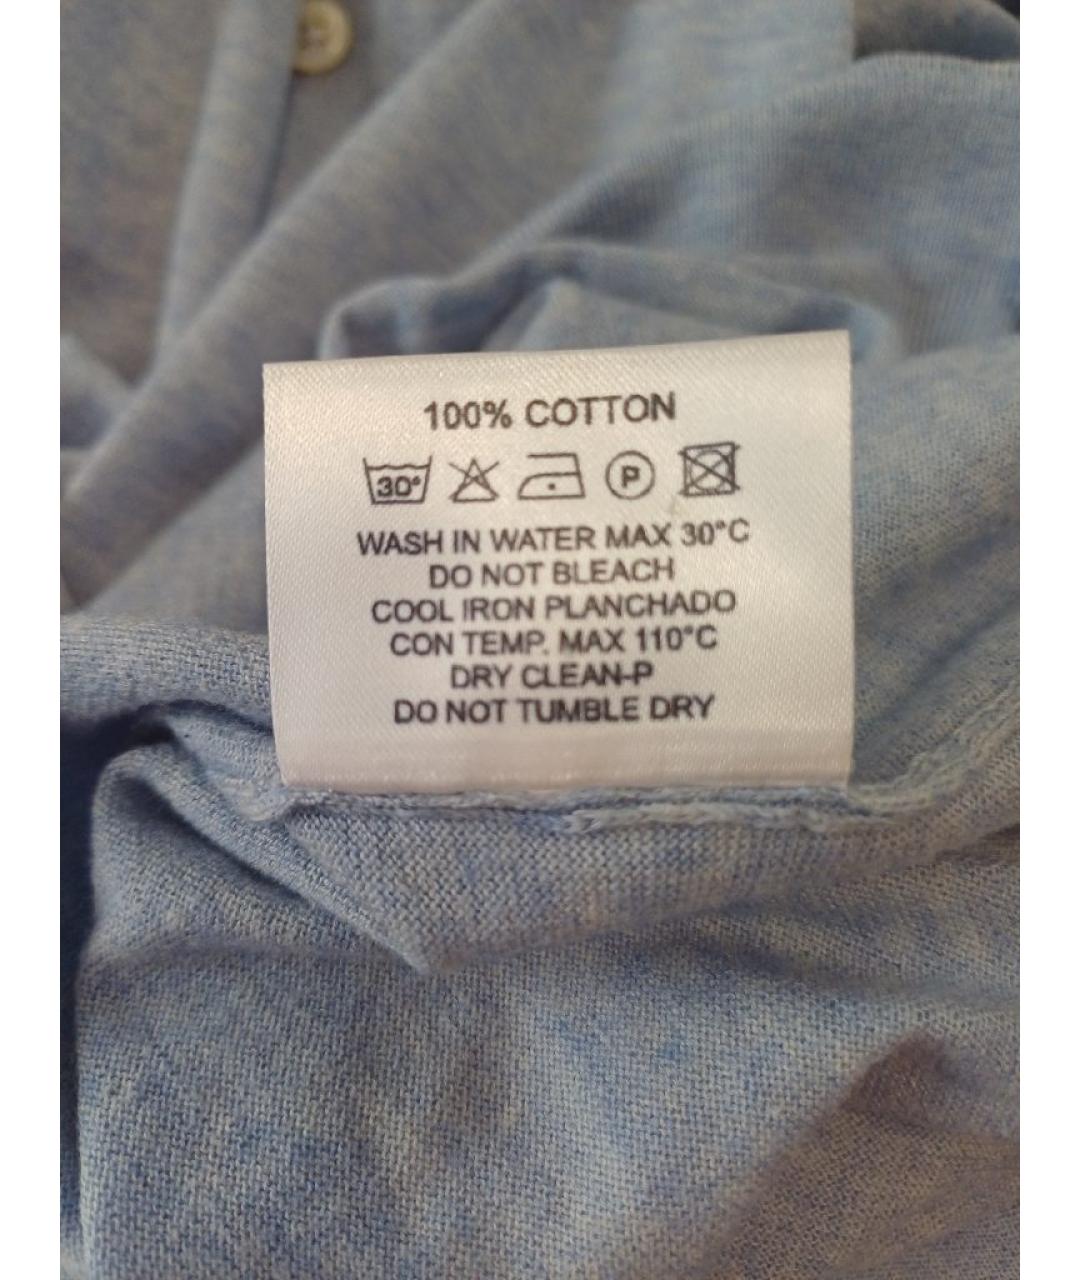 100% COTTON
30° P
WASH IN WATER MAX 30°C
DO NOT BLEACH
COOL IRON PLANCHADO
CON TEMP. MAX 110°C
DRY CLEAN-P
DO NOT TUMBLE DRY